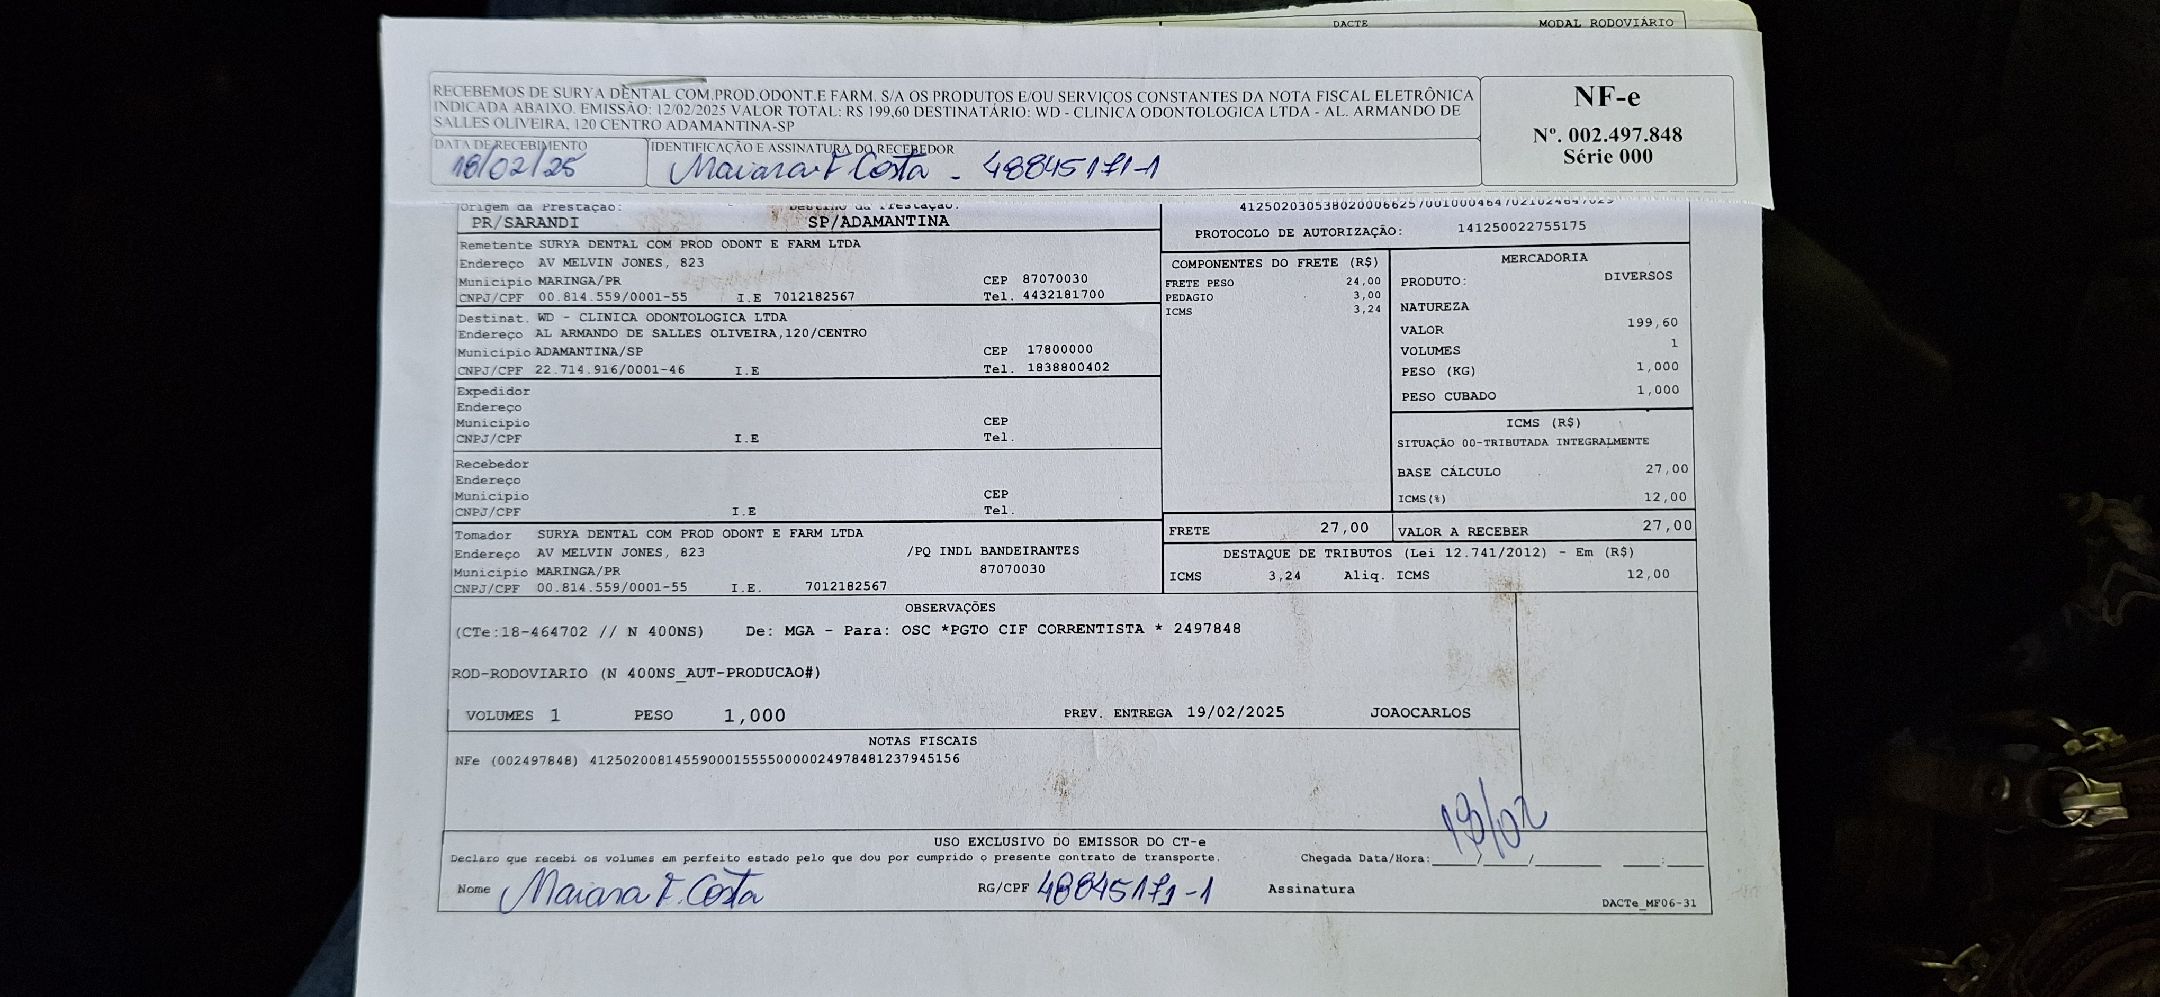 DACTE MODAL RODOVIÁRIO
RECEBEMOS DE SURYA DENTAL COM.PROD.ODONT.E FARM. S/A OS PRODUTOS E/OU SERVIÇOS CONSTANTES DA NOTA FISCAL ELETRÔNICA
INDICADA ABAIXO. EMISSÃO: 12/02/2025 VALOR TOTAL: R$ 199,60 DESTINATÁRIO: WD - CLINICA ODONTOLOGICA LTDA - AL. ARMANDO DE
SALLES OLIVEIRA, 120 CENTRO ADAMANTINA-SP
NF-e
Nº. 002.497.848
Série 000
DATA DE RECEBIMENTO IDENTIFICAÇÃO E ASSINATURA DO RECEBEDOR
18/02/25 Maiara F. Costa - 48845171-1
Origem da Prestação: Destino da Prestação:
PR/SARANDI SP/ADAMANTINA
PROTOCOLO DE AUTORIZAÇÃO: 141250022755175
Remetente SURYA DENTAL COM PROD ODONT E FARM LTDA
Endereço AV MELVIN JONES, 823
Municipio MARINGA/PR CEP 87070030
CNPJ/CPF 00.814.559/0001-55 I.E 7012182567 Tel. 4432181700
Destinat. WD - CLINICA ODONTOLOGICA LTDA
Endereço AL ARMANDO DE SALLES OLIVEIRA,120/CENTRO
Municipio ADAMANTINA/SP CEP 17800000
CNPJ/CPF 22.714.916/0001-46 I.E Tel. 1838800402
Expedidor
Endereço
Municipio CEP
CNPJ/CPF I.E Tel.
Recebedor
Endereço
Municipio CEP
CNPJ/CPF I.E Tel.
Tomador SURYA DENTAL COM PROD ODONT E FARM LTDA
Endereço AV MELVIN JONES, 823 /PQ INDL BANDEIRANTES
Municipio MARINGA/PR 87070030
CNPJ/CPF 00.814.559/0001-55 I.E. 7012182567
COMPONENTES DO FRETE (R$)
FRETE PESO 24,00
PEDAGIO 3,00
ICMS 3,24
MERCADORIA
PRODUTO: DIVERSOS
NATUREZA
VALOR 199,60
VOLUMES 1
PESO (KG) 1,000
PESO CUBADO 1,000
ICMS (R$)
SITUAÇÃO 00-TRIBUTADA INTEGRALMENTE
BASE CÁLCULO 27,00
ICMS(%) 12,00
FRETE 27,00 VALOR A RECEBER 27,00
DESTAQUE DE TRIBUTOS (Lei 12.741/2012) - Em (R$)
ICMS 3,24 Aliq. ICMS 12,00
OBSERVAÇÕES
(CTe:18-464702 // N 400NS) De: MGA - Para: OSC *PGTO CIF CORRENTISTA * 2497848
ROD-RODOVIARIO (N 400NS_AUT-PRODUCAO#)
VOLUMES 1 PESO 1,000 PREV. ENTREGA 19/02/2025 JOAOCARLOS
NOTAS FISCAIS
NFe (002497848) 41250200814559000155550000024978481237945156
USO EXCLUSIVO DO EMISSOR DO CT-e
Declaro que recebi os volumes em perfeito estado pelo que dou por cumprido o presente contrato de transporte.
Chegada Data/Hora:____/____/________ ____:____
Nome Maiara F. Costa RG/CPF 48845171-1 Assinatura
DACTe_MF06-31